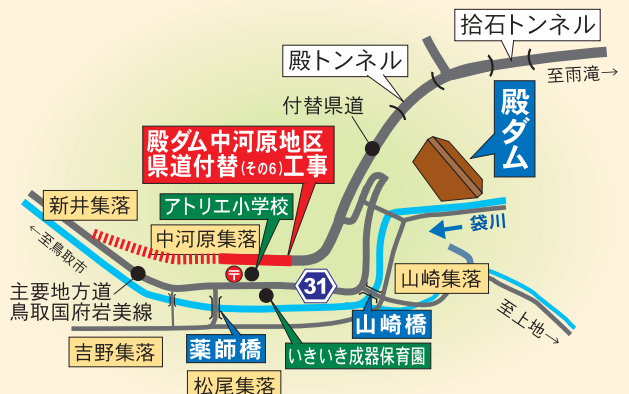 拾石トンネル
殿トンネル
至雨滝→
付替県道
殿ダム
殿ダム中河原地区
県道付替(その6)工事
新井集落
アトリエ小学校
中河原集落
袋川
←至鳥取市
〒
31
山崎集落
主要地方道
鳥取国府岩美線
至上地→
山崎橋
吉野集落
薬師橋
いきいき成器保育園
松尾集落